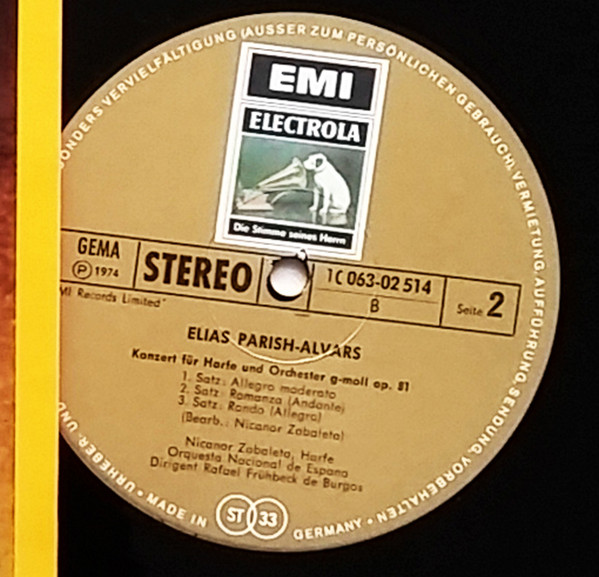 SONDERS VERVIELFÄLTIGUNG (AUSSER ZUM PERSÖNLICHEN GEBRAUCH), VERMIETUNG, AUFFÜHRUNG, SENDUNG, VORBEHALTEN •
EMI
ELECTROLA
Die Stimme seines Herrn
GEMA
Ⓟ 1974
STEREO
1C 063-02 514
B
Seite 2
MI Records Limited"
ELIAS PARISH-ALVARS
Konzert für Harfe und Orchester g-moll op. 81
1. Satz: Allegro moderato
2. Satz: Romanza (Andante)
3. Satz: Rondo (Allegro)
(Bearb.: Nicanor Zabaleta)
Nicanor Zabaleta, Harfe
Orquesta Nacional de Espana
Dirigent Rafael Frühbeck de Burgos
URHEBER- UND
• MADE IN
ST 33
GERMANY